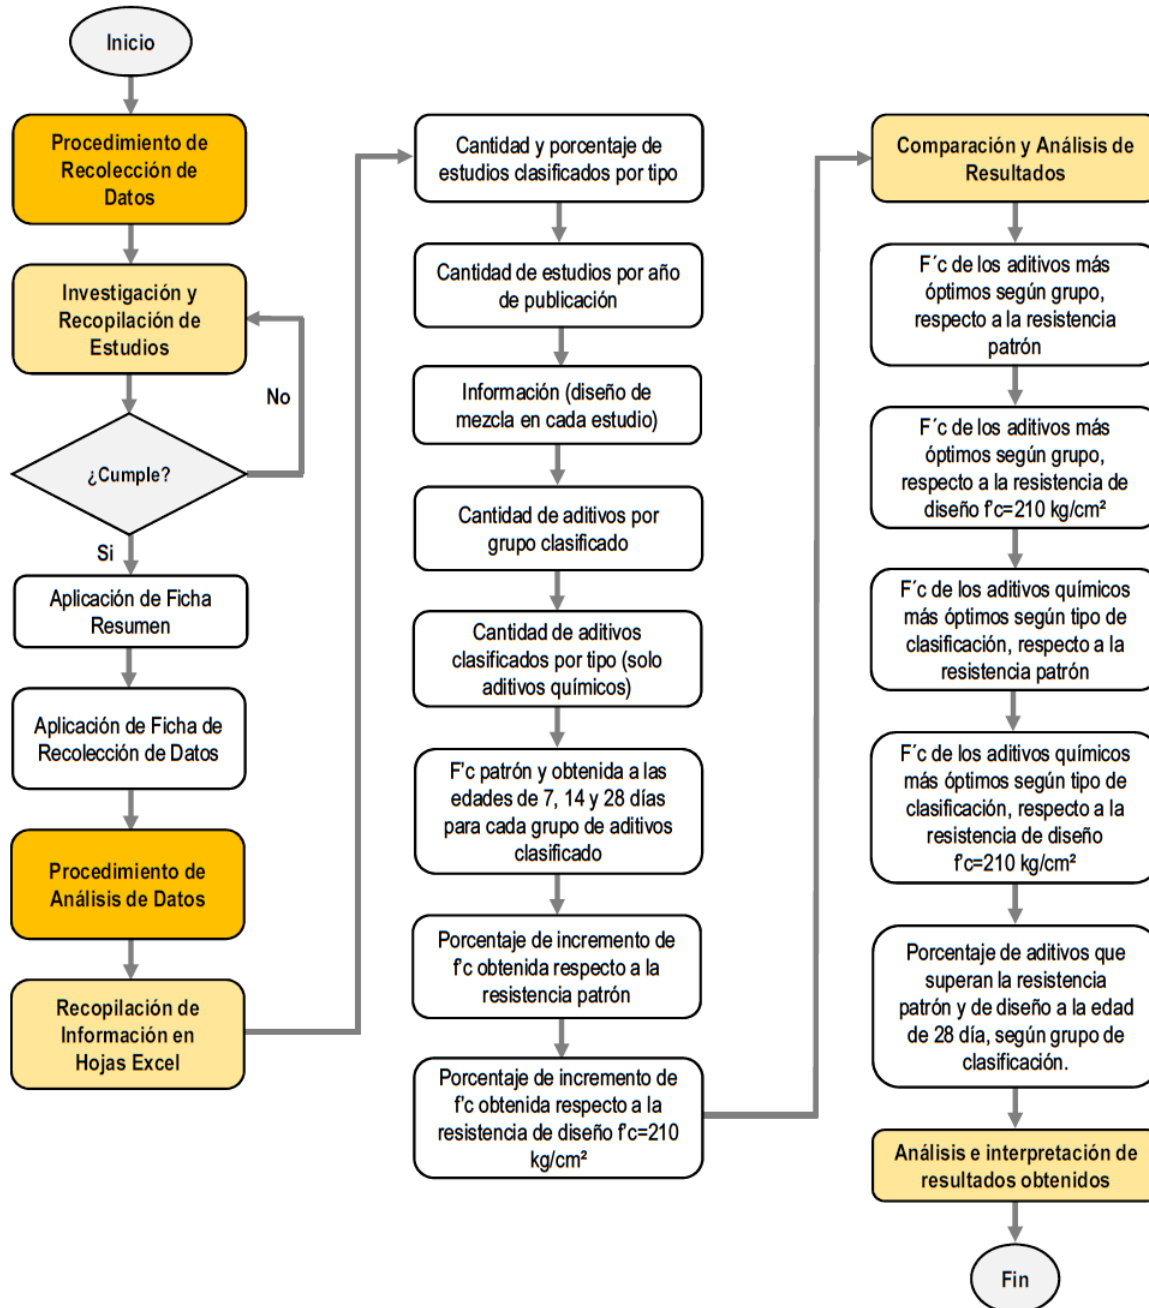 Inicio
Procedimiento de
Recolección de
Datos
Investigación y
Recopilación de
Estudios
No
¿Cumple?
Si
Aplicación de Ficha
Resumen
Aplicación de Ficha de
Recolección de Datos
Procedimiento de
Análisis de Datos
Recopilación de
Información en
Hojas Excel
Cantidad y porcentaje de
estudios clasificados por tipo
Cantidad de estudios por año
de publicación
Información (diseño de
mezcla en cada estudio)
Cantidad de aditivos por
grupo clasificado
Cantidad de aditivos
clasificados por tipo (solo
aditivos químicos)
F'c patrón y obtenida a las
edades de 7, 14 y 28 días
para cada grupo de aditivos
clasificado
Porcentaje de incremento de
f'c obtenida respecto a la
resistencia patrón
Porcentaje de incremento de
f'c obtenida respecto a la
resistencia de diseño f'c=210
kg/cm²
Comparación y Análisis de
Resultados
F´c de los aditivos más
óptimos según grupo,
respecto a la resistencia
patrón
F´c de los aditivos más
óptimos según grupo,
respecto a la resistencia de
diseño f'c=210 kg/cm²
F´c de los aditivos químicos
más óptimos según tipo de
clasificación, respecto a la
resistencia patrón
F´c de los aditivos químicos
más óptimos según tipo de
clasificación, respecto a la
resistencia de diseño
f'c=210 kg/cm²
Porcentaje de aditivos que
superan la resistencia
patrón y de diseño a la edad
de 28 día, según grupo de
clasificación.
Análisis e interpretación de
resultados obtenidos
Fin